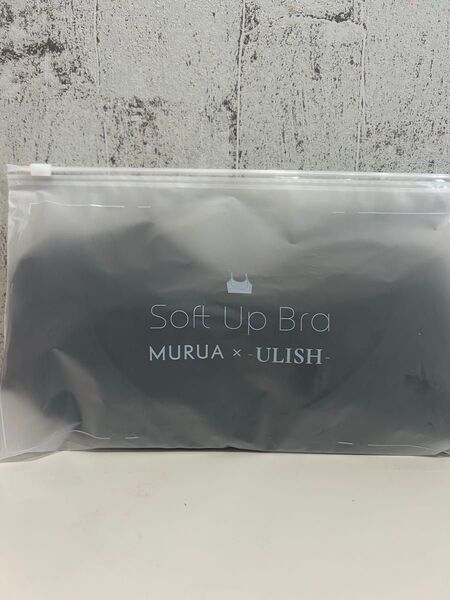 Soft Up Bra
MURUA × -ULISH-